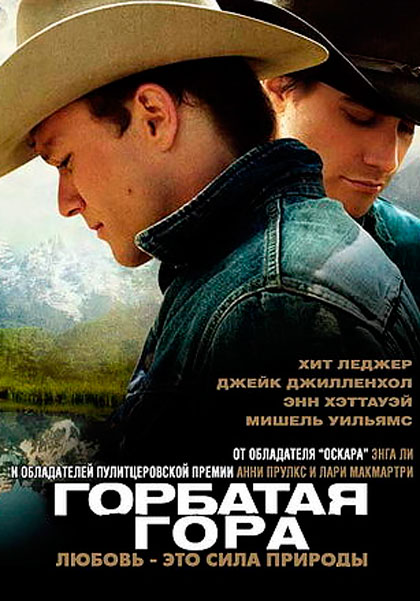 ХИТ ЛЕДЖЕР
ДЖЕЙК ДЖИЛЛЕНХОЛ
ЭНН ХЭТТАУЭЙ
МИШЕЛЬ УИЛЬЯМС
ОТ ОБЛАДАТЕЛЯ "ОСКАРА" ЭНГА ЛИ
И ОБЛАДАТЕЛЕЙ ПУЛИТЦЕРОВСКОЙ ПРЕМИИ АННИ ПРУЛКС И ЛАРИ МАКМАРТРИ
ГОРБАТАЯ
ГОРА
ЛЮБОВЬ - ЭТО СИЛА ПРИРОДЫ